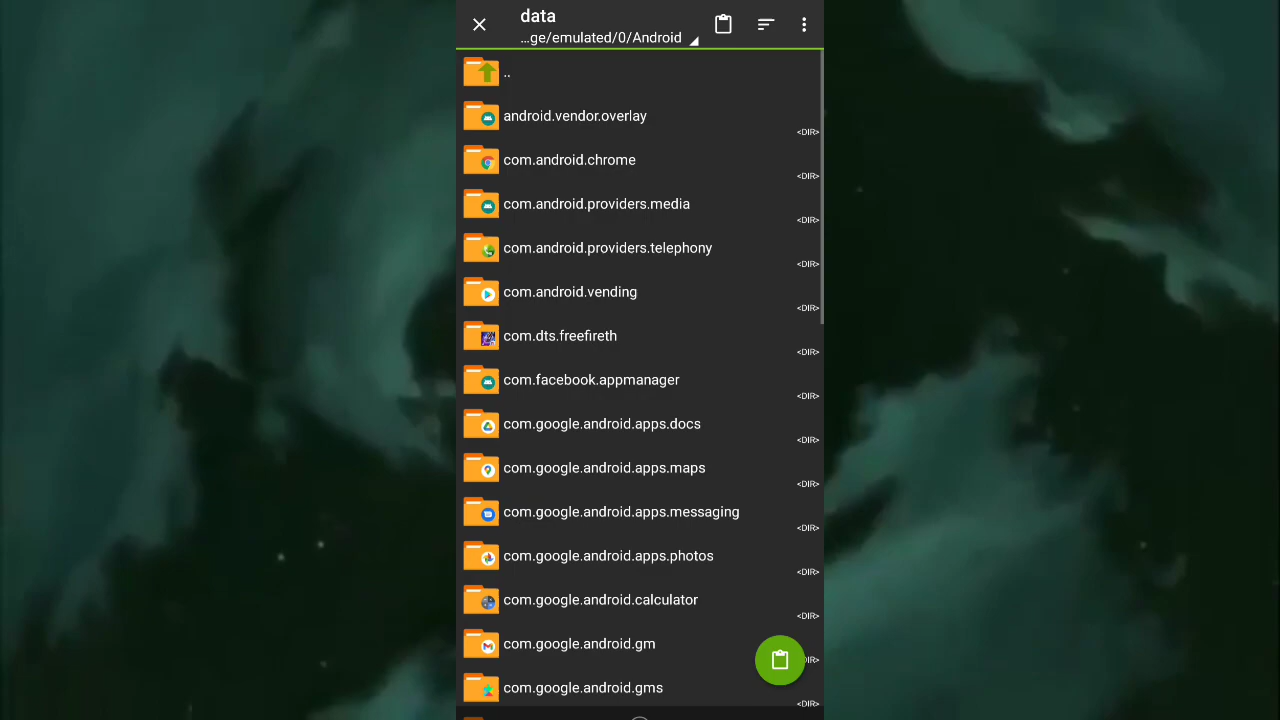 data
...ge/emulated/0/Android
..
android.vendor.overlay
<DIR>
com.android.chrome
<DIR>
com.android.providers.media
<DIR>
com.android.providers.telephony
<DIR>
com.android.vending
<DIR>
com.dts.freefireth
<DIR>
com.facebook.appmanager
<DIR>
com.google.android.apps.docs
<DIR>
com.google.android.apps.maps
<DIR>
com.google.android.apps.messaging
<DIR>
com.google.android.apps.photos
<DIR>
com.google.android.calculator
<DIR>
com.google.android.gm
com.google.android.gms
<DIR>